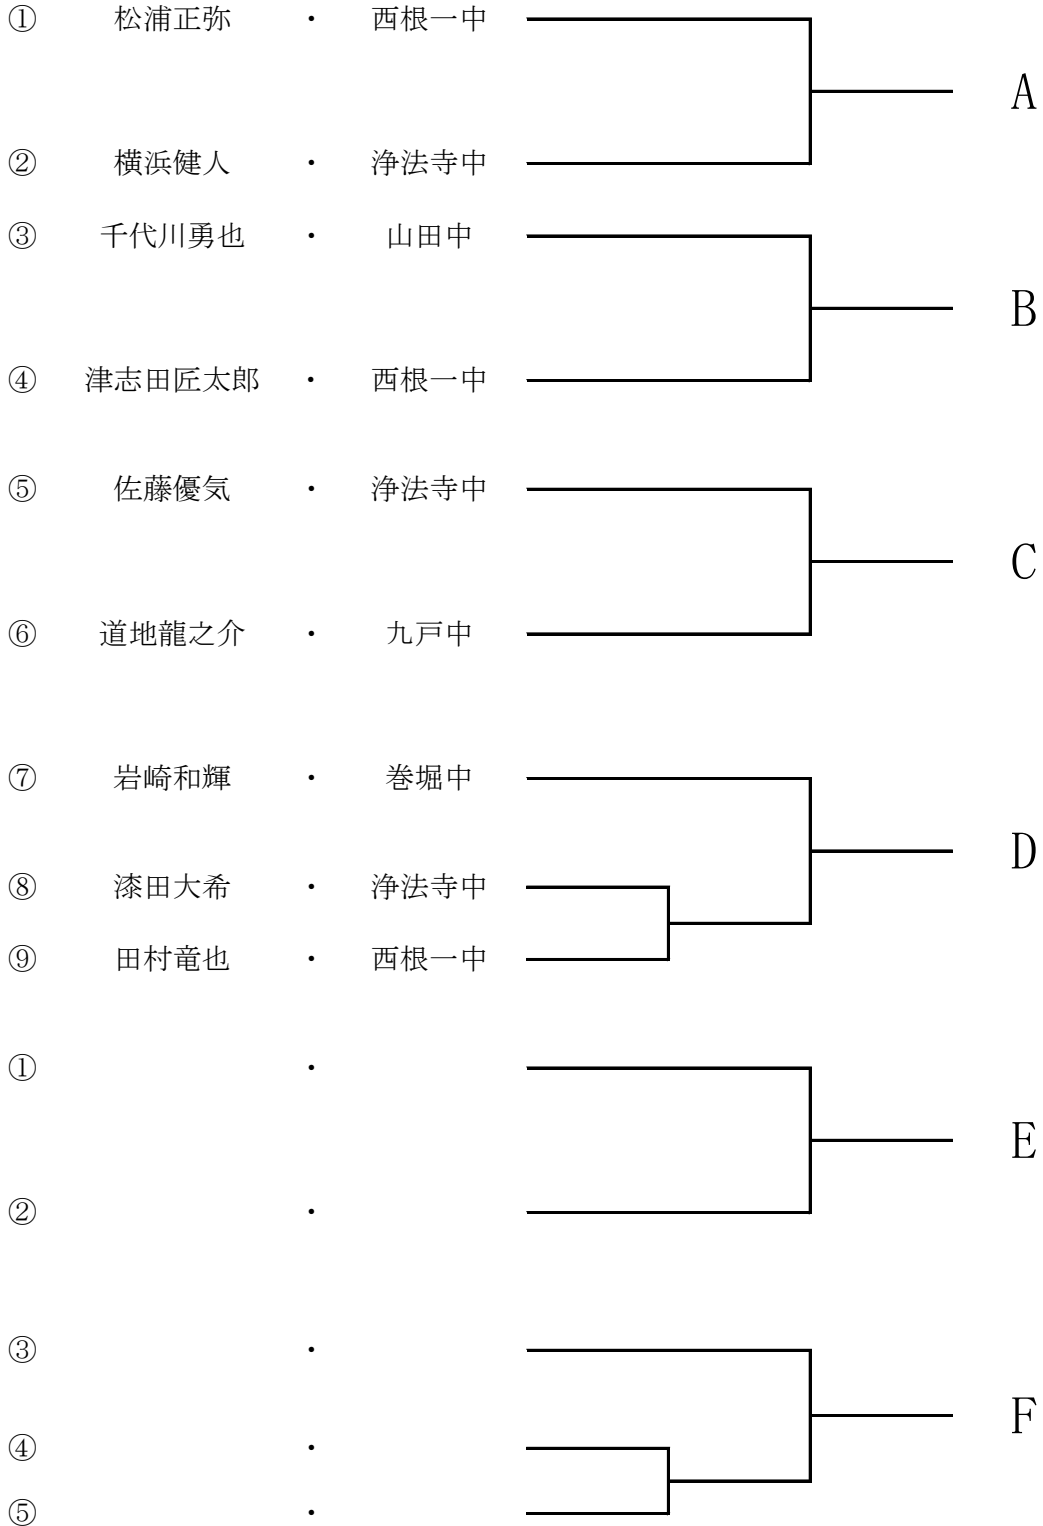 ① 松浦正弥 ・ 西根一中
A
② 横浜健人 ・ 浄法寺中
③ 千代川勇也 ・ 山田中
B
④ 津志田匠太郎 ・ 西根一中
⑤ 佐藤優気 ・ 浄法寺中
C
⑥ 道地龍之介 ・ 九戸中
⑦ 岩崎和輝 ・ 巻堀中
D
⑧ 漆田大希 ・ 浄法寺中
⑨ 田村竜也 ・ 西根一中
① ・
E
② ・
③ ・
F
④ ・
⑤ ・